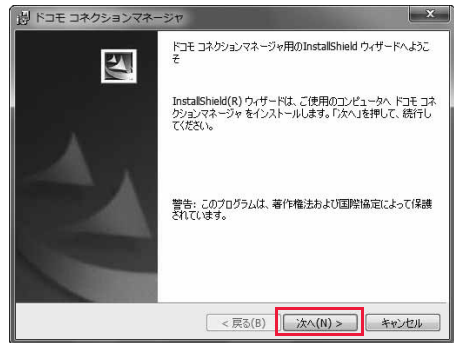 ドコモ コネクションマネージャ
ドコモ コネクションマネージャ用のInstallShield ウィザードへようこ
そ
InstallShield(R) ウィザードは、ご使用のコンピュータへ ドコモ コネ
クションマネージャ をインストールします。「次へ」を押して、続行し
てください。
警告: このプログラムは、著作権法および国際協定によって保護
されています。
< 戻る(B)
次へ(N) >
キャンセル